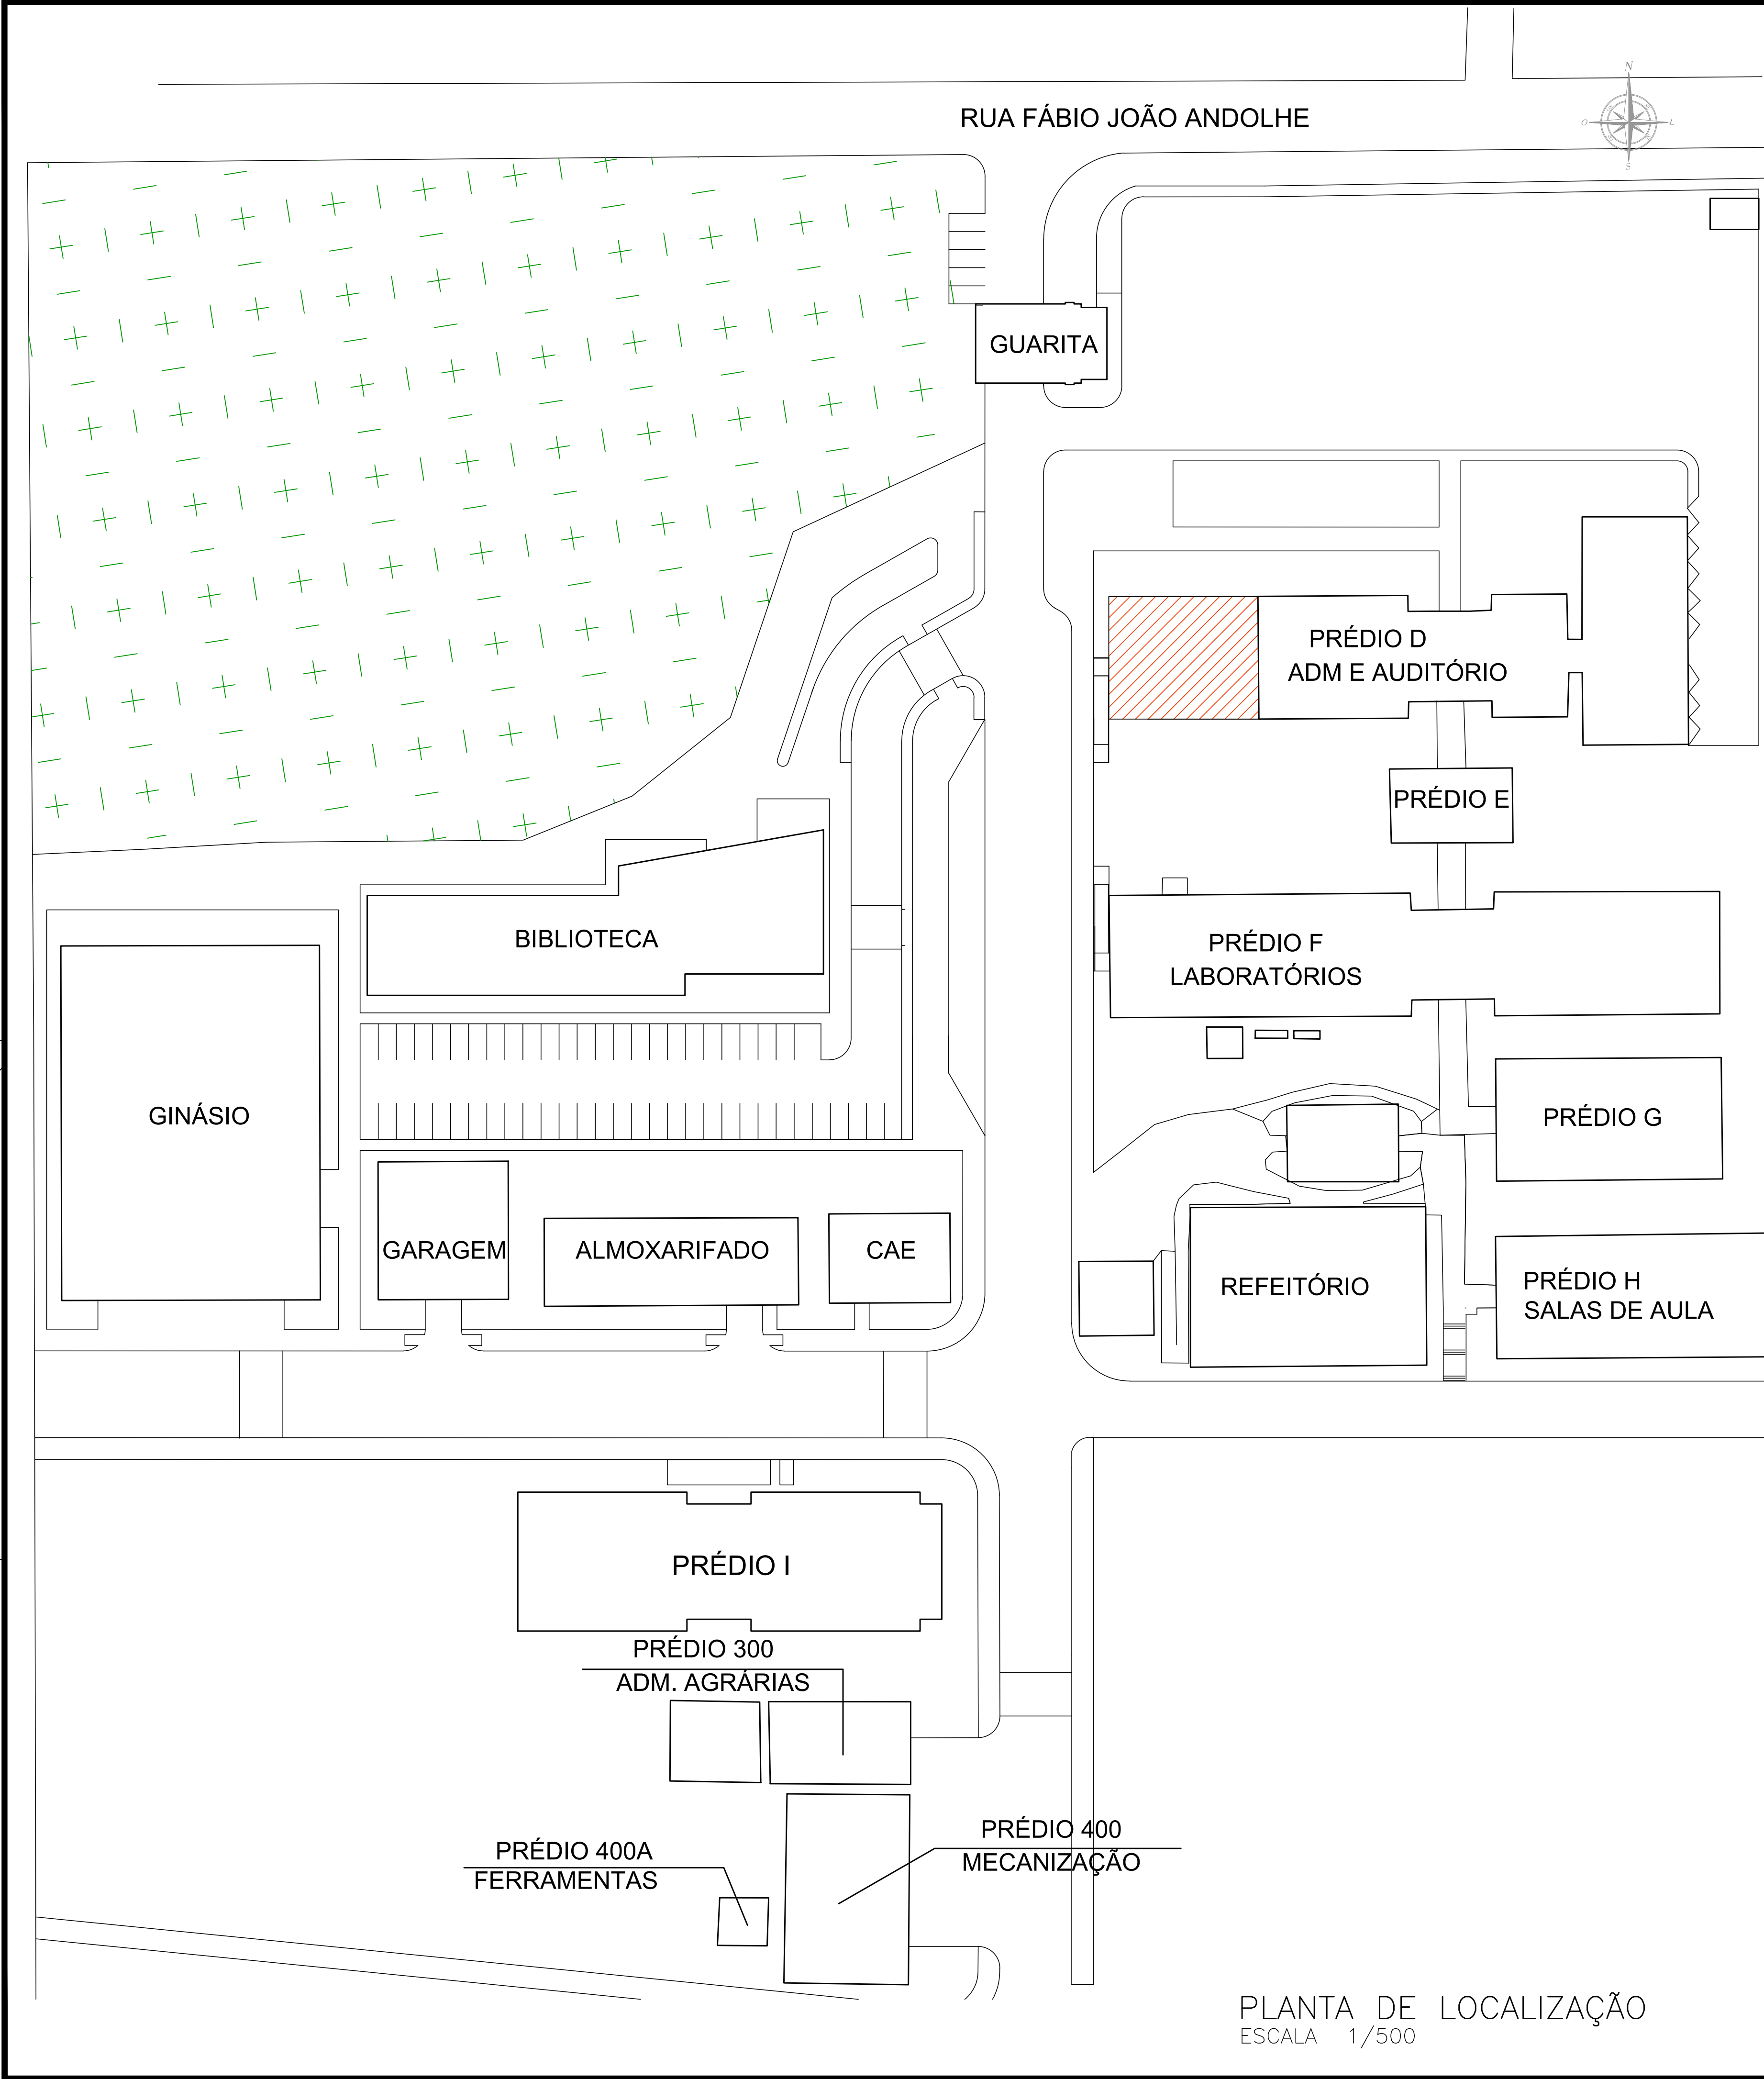 N
RUA FÁBIO JOÃO ANDOLHE
O
L
S
GUARITA
PRÉDIO D
ADM E AUDITÓRIO
PRÉDIO E
BIBLIOTECA
PRÉDIO F
LABORATÓRIOS
GINÁSIO
PRÉDIO G
GARAGEM
ALMOXARIFADO
CAE
REFEITÓRIO
PRÉDIO H
SALAS DE AULA
PRÉDIO I
PRÉDIO 300
ADM. AGRÁRIAS
PRÉDIO 400
MECANIZAÇÃO
PRÉDIO 400A
FERRAMENTAS
PLANTA DE LOCALIZAÇÃO
ESCALA 1/500